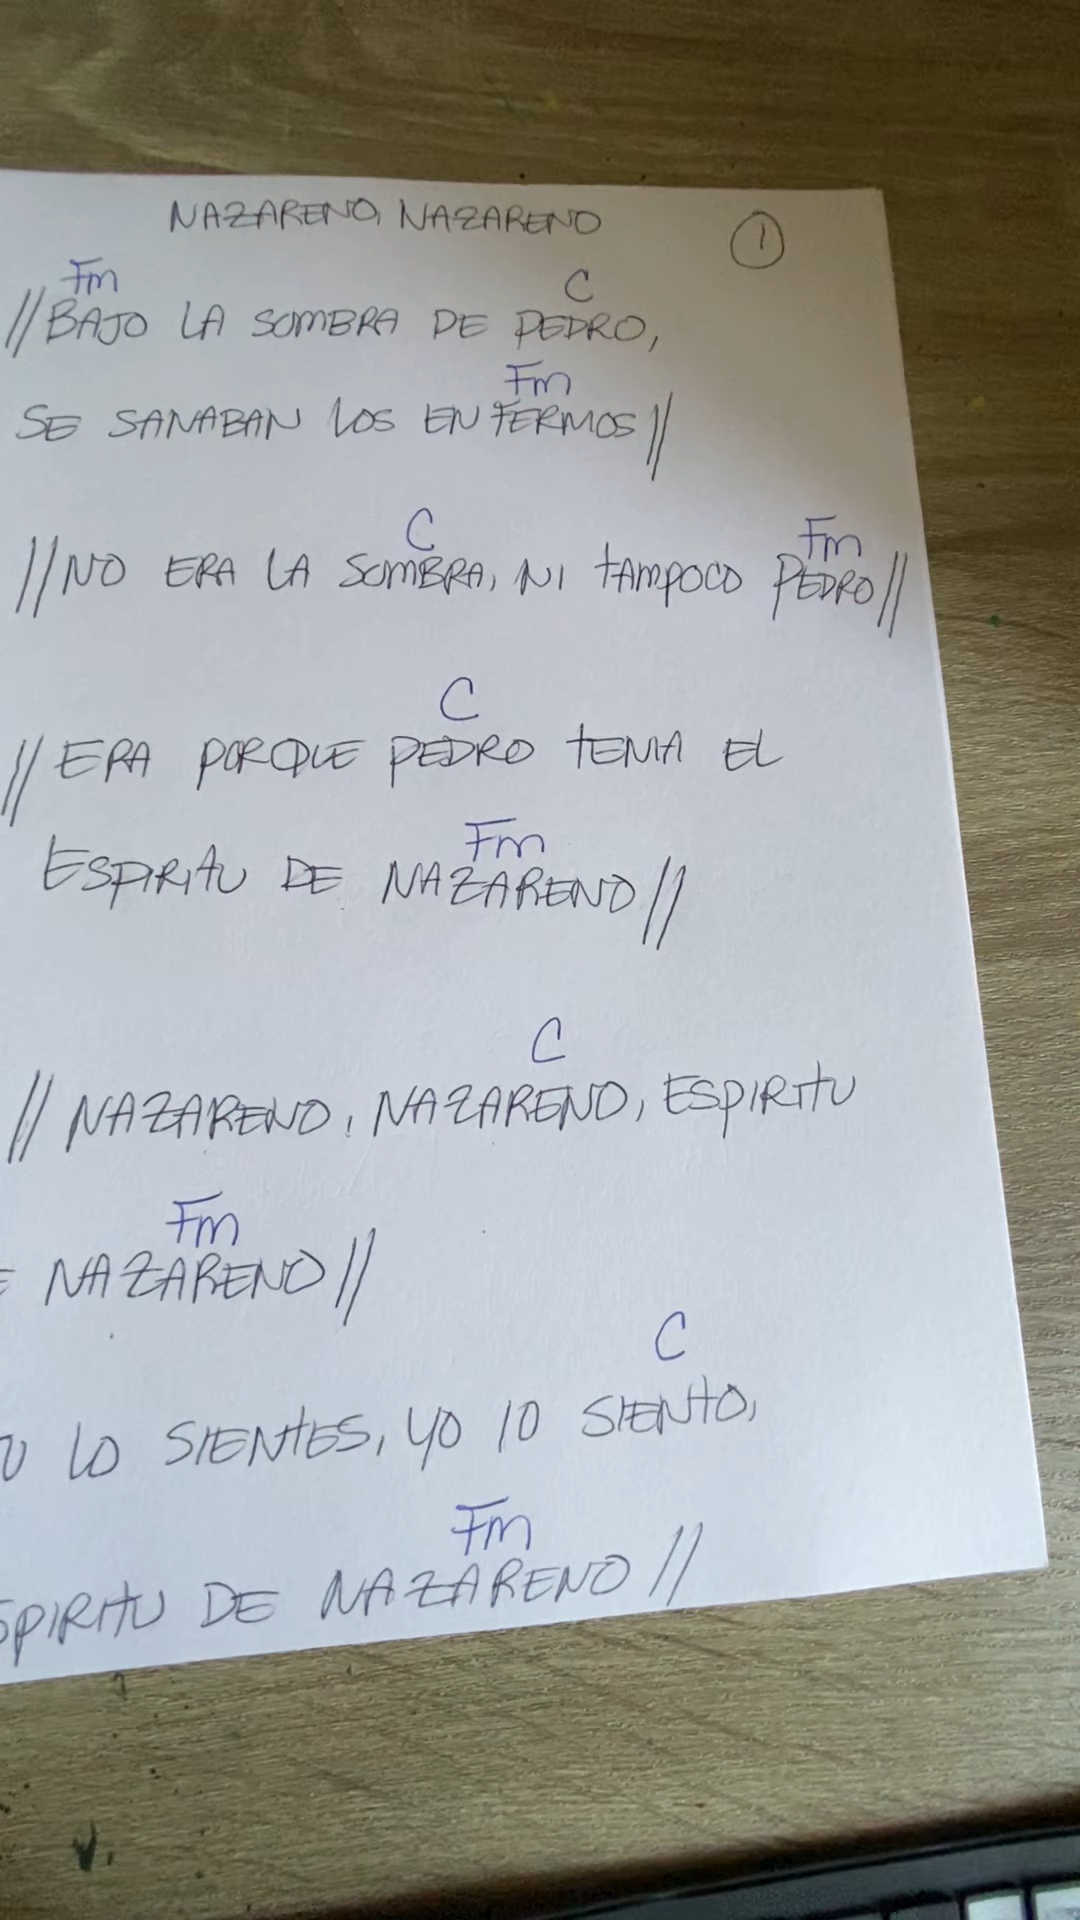 NAZARENO, NAZARENO
1
Fm C
//BAJO LA SOMBRA DE PEDRO,
Fm
SE SANABAN LOS ENFERMOS//
C Fm
//NO ERA LA SOMBRA, NI TAMPOCO PEDRO//
C
//ERA PORQUE PEDRO TENIA EL
Fm
ESPIRITU DE NAZARENO//
C
//NAZARENO, NAZARENO, ESPIRITU
Fm
NAZARENO//
C
LO SIENTES, YO LO SIENTO,
Fm
SPIRITU DE NAZARENO//